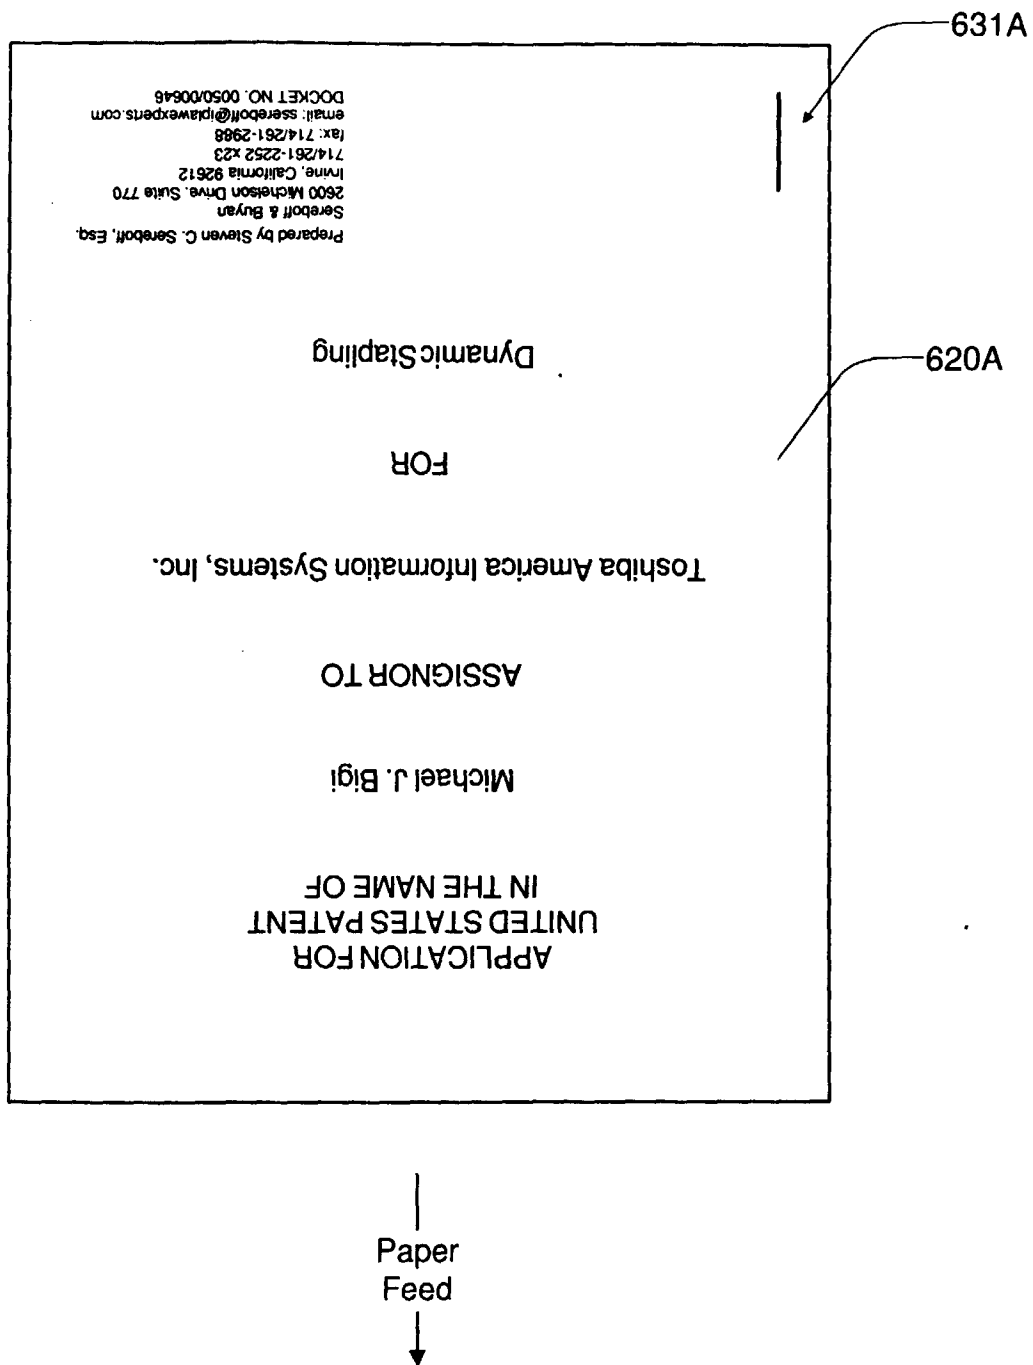 631A
620A
APPLICATION FOR
UNITED STATES PATENT
IN THE NAME OF
Michael J. Bigi
ASSIGNOR TO
Toshiba America Information Systems, Inc.
FOR
Dynamic Stapling
Prepared by Steven C. Sereboff, Esq.
Sereboff & Buyan
2600 Michelson Drive. Suite 770
Irvine, California 92612
714/261-2252 x23
fax: 714/261-2988
email: ssereboff@iplawexperts.com
DOCKET NO. 0050/00646
Paper
Feed